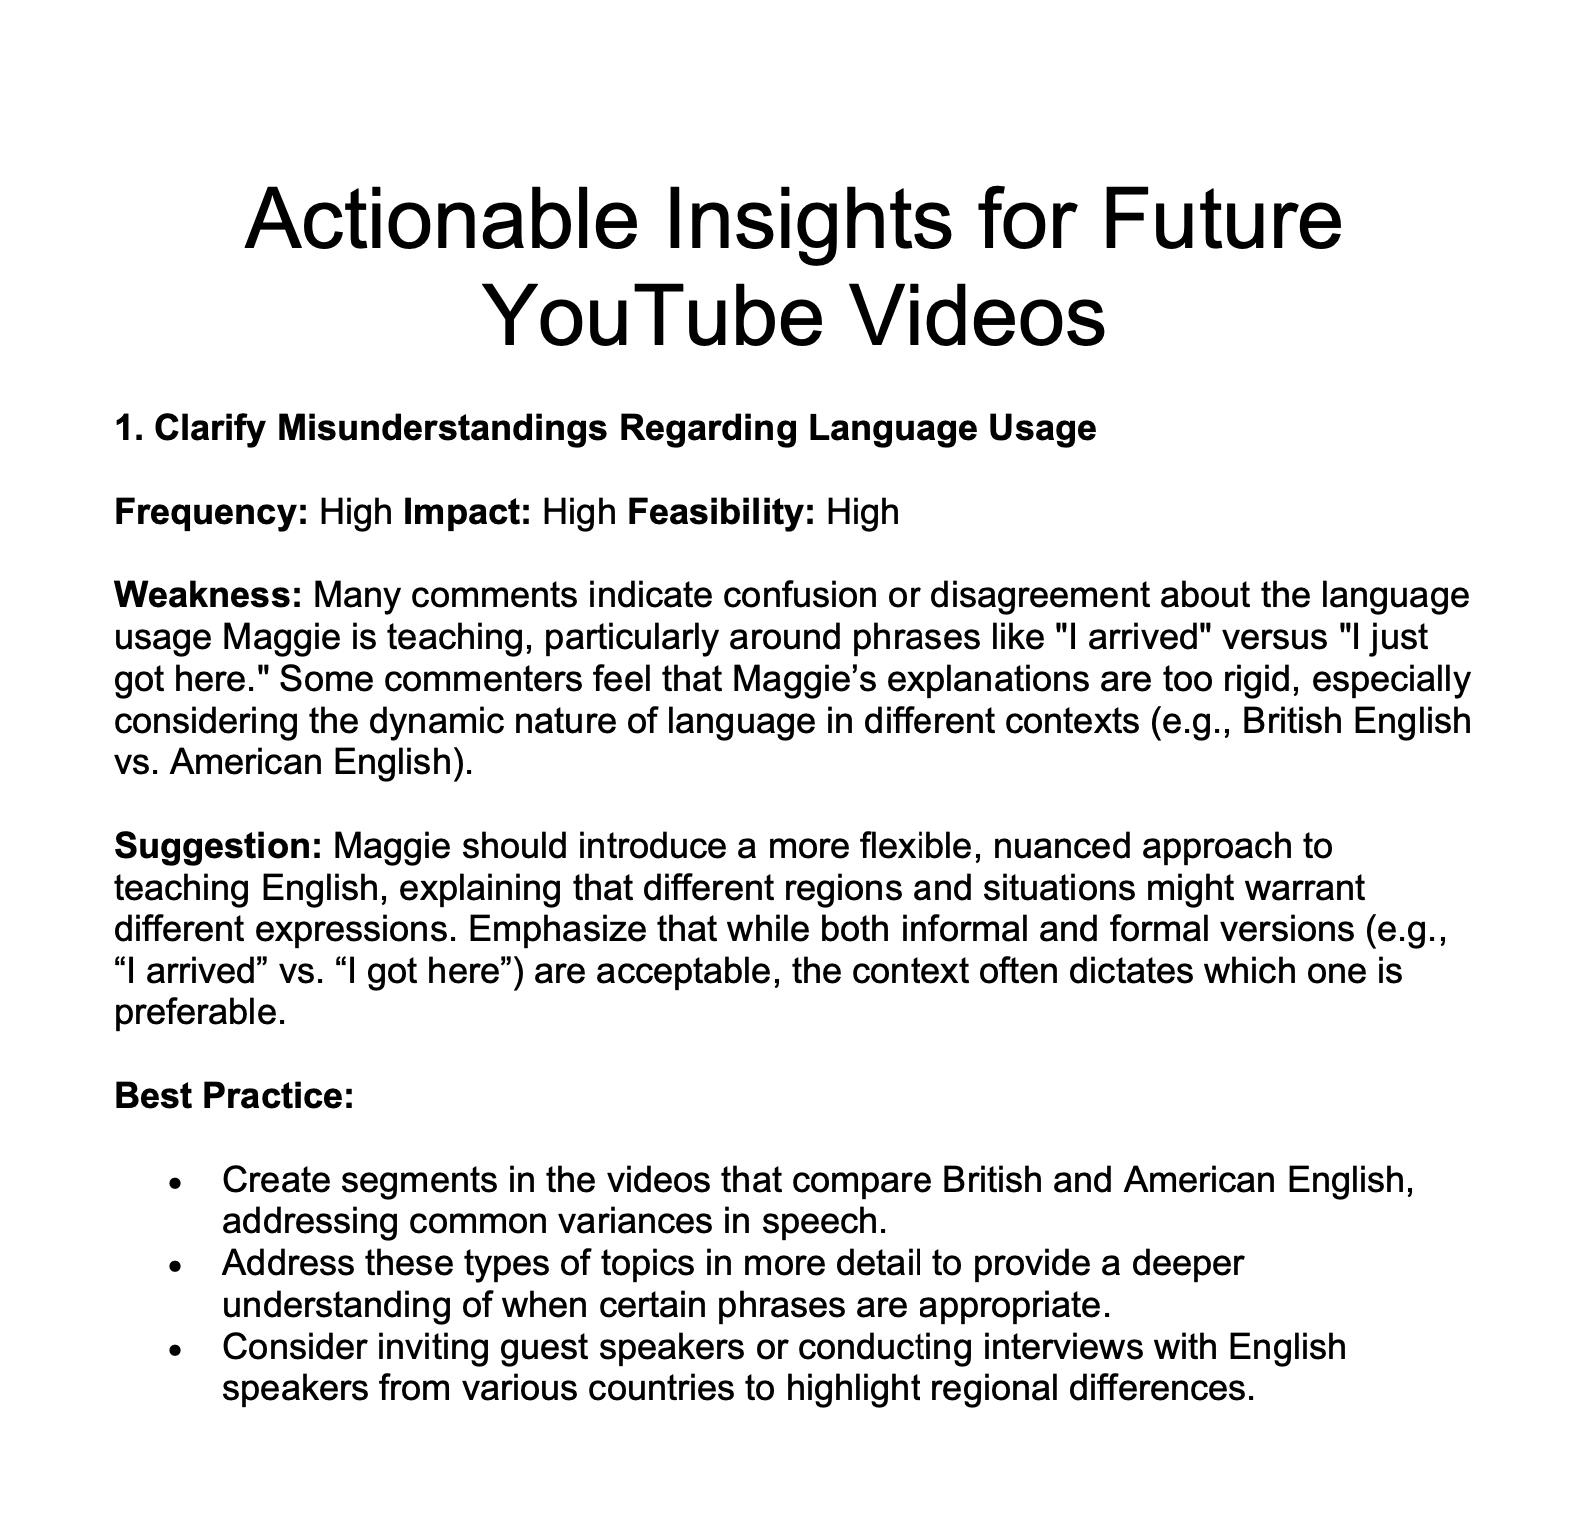 Actionable Insights for Future
YouTube Videos
1. Clarify Misunderstandings Regarding Language Usage
Frequency: High Impact: High Feasibility: High
Weakness: Many comments indicate confusion or disagreement about the language
usage Maggie is teaching, particularly around phrases like "I arrived" versus "I just
got here." Some commenters feel that Maggie’s explanations are too rigid, especially
considering the dynamic nature of language in different contexts (e.g., British English
vs. American English).
Suggestion: Maggie should introduce a more flexible, nuanced approach to
teaching English, explaining that different regions and situations might warrant
different expressions. Emphasize that while both informal and formal versions (e.g.,
“I arrived” vs. “I got here”) are acceptable, the context often dictates which one is
preferable.
Best Practice:
• Create segments in the videos that compare British and American English,
addressing common variances in speech.
• Address these types of topics in more detail to provide a deeper
understanding of when certain phrases are appropriate.
• Consider inviting guest speakers or conducting interviews with English
speakers from various countries to highlight regional differences.